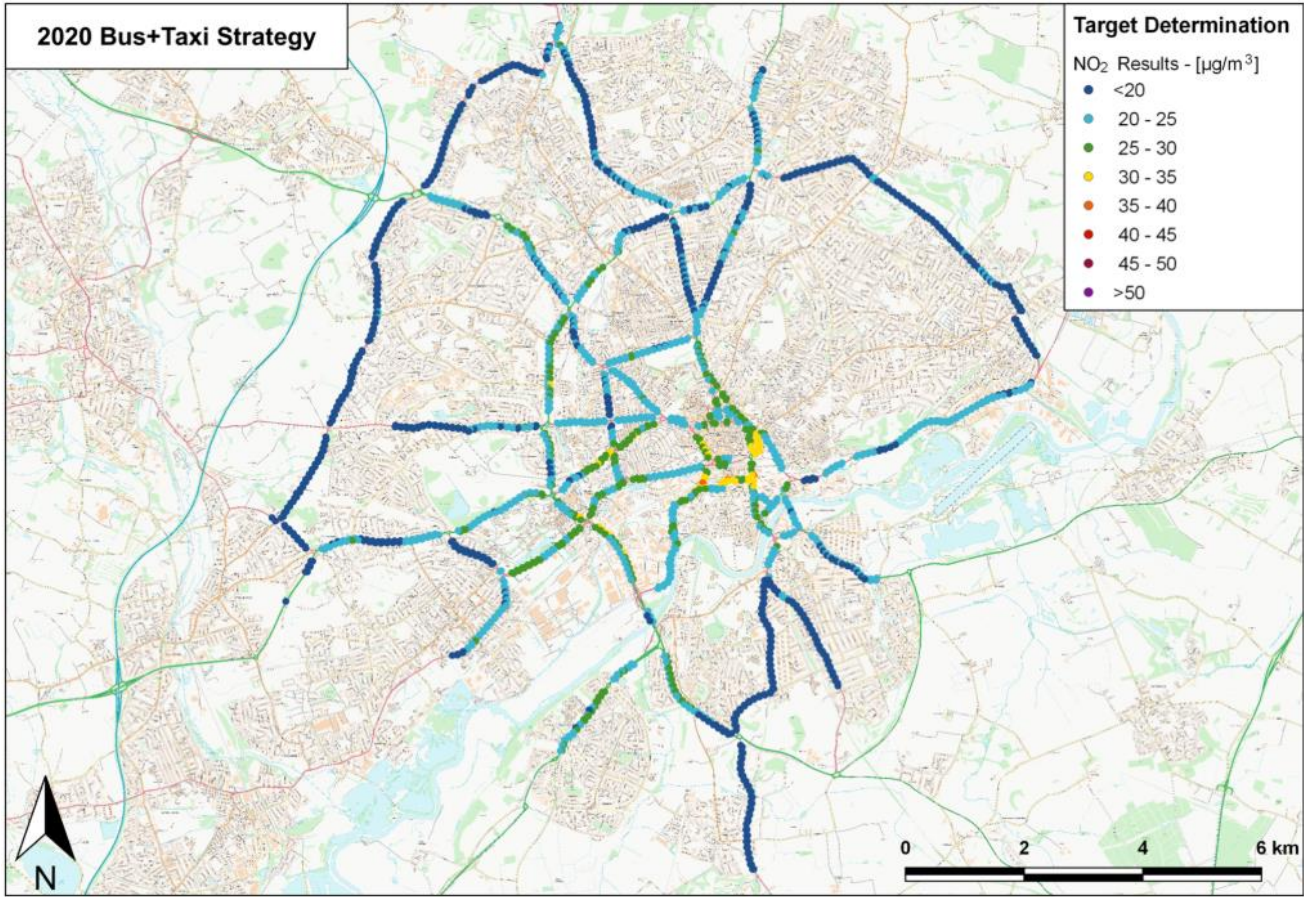 2020 Bus+Taxi Strategy
Target Determination
NO₂ Results - [µg/m³]
<20
20 - 25
25 - 30
30 - 35
35 - 40
40 - 45
45 - 50
>50
N
0 2 4 6 km